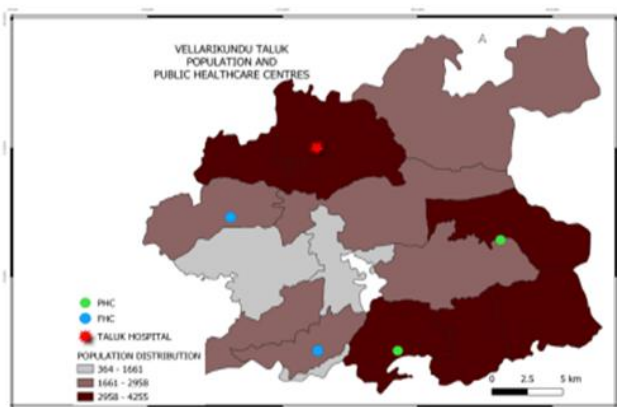 A
VELLARIKUNDU TALUK
POPULATION AND
PUBLIC HEALTHCARE CENTRES
PHC
FHC
TALUK HOSPITAL
POPULATION DISTRIBUTION
364 - 1661
1661 - 2958
2958 - 4255
0 2.5 5 km